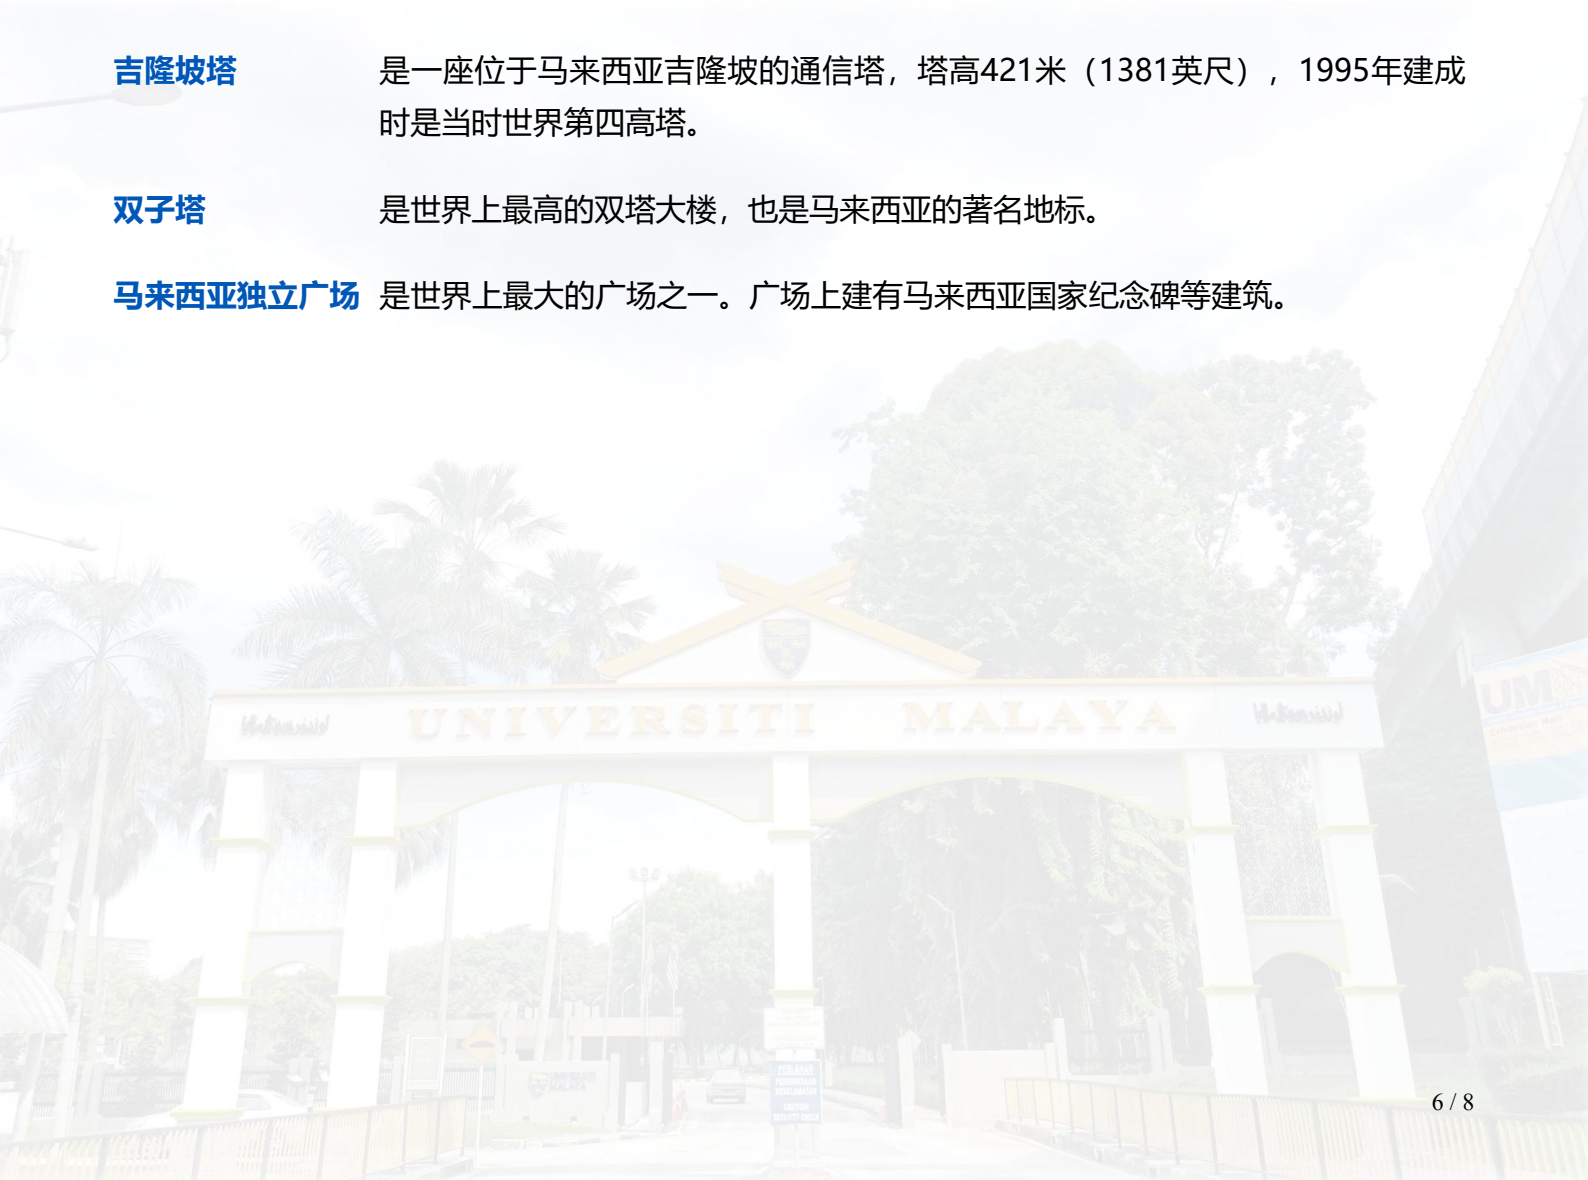 吉隆坡塔 是一座位于马来西亚吉隆坡的通信塔，塔高421米（1381英尺），1995年建成
时是当时世界第四高塔。
双子塔 是世界上最高的双塔大楼，也是马来西亚的著名地标。
马来西亚独立广场 是世界上最大的广场之一。广场上建有马来西亚国家纪念碑等建筑。
UNIVERSITI MALAYA
UM
6 / 8